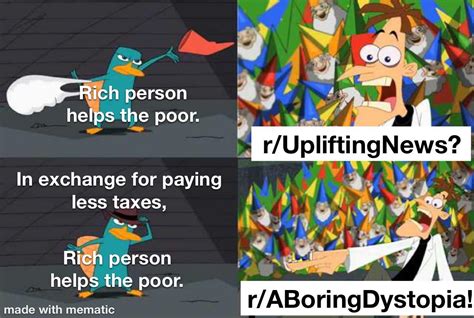 Rich person
helps the poor.
r/UpliftingNews?
In exchange for paying
less taxes,
Rich person
helps the poor.
r/ABoringDystopia!
made with mematic